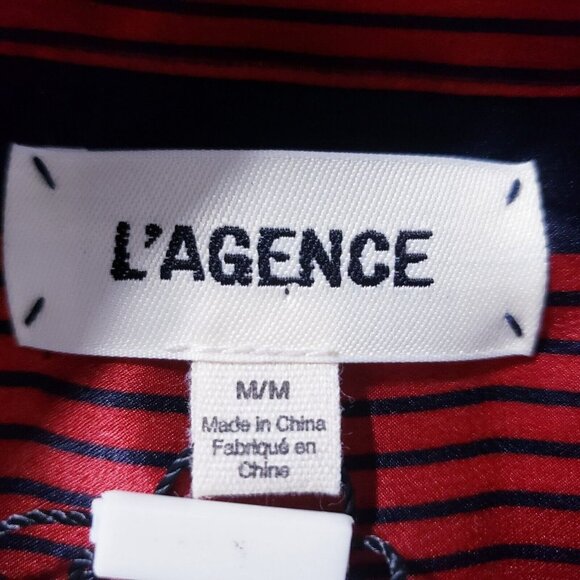 L'AGENCE
M/M
Made in China
Fabriqué en
Chine